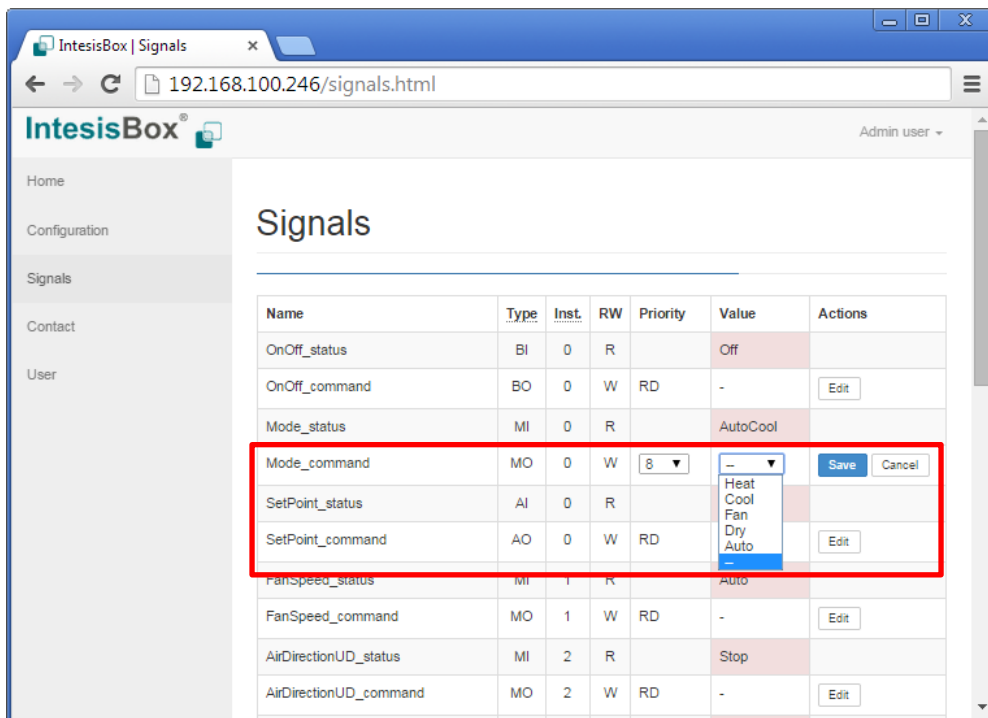 IntesisBox | Signals
192.168.100.246/signals.html
IntesisBox®
Admin user
Home
Configuration
Signals
Contact
User
Signals
Name Type Inst. RW Priority Value Actions
OnOff_status BI 0 R Off
OnOff_command BO 0 W RD - Edit
Mode_status MI 0 R AutoCool
Mode_command MO 0 W 8 -- Save Cancel
Heat
Cool
Fan
Dry
Auto
--
SetPoint_status AI 0 R
SetPoint_command AO 0 W RD Edit
FanSpeed_status MI 1 R Auto
FanSpeed_command MO 1 W RD - Edit
AirDirectionUD_status MI 2 R Stop
AirDirectionUD_command MO 2 W RD - Edit